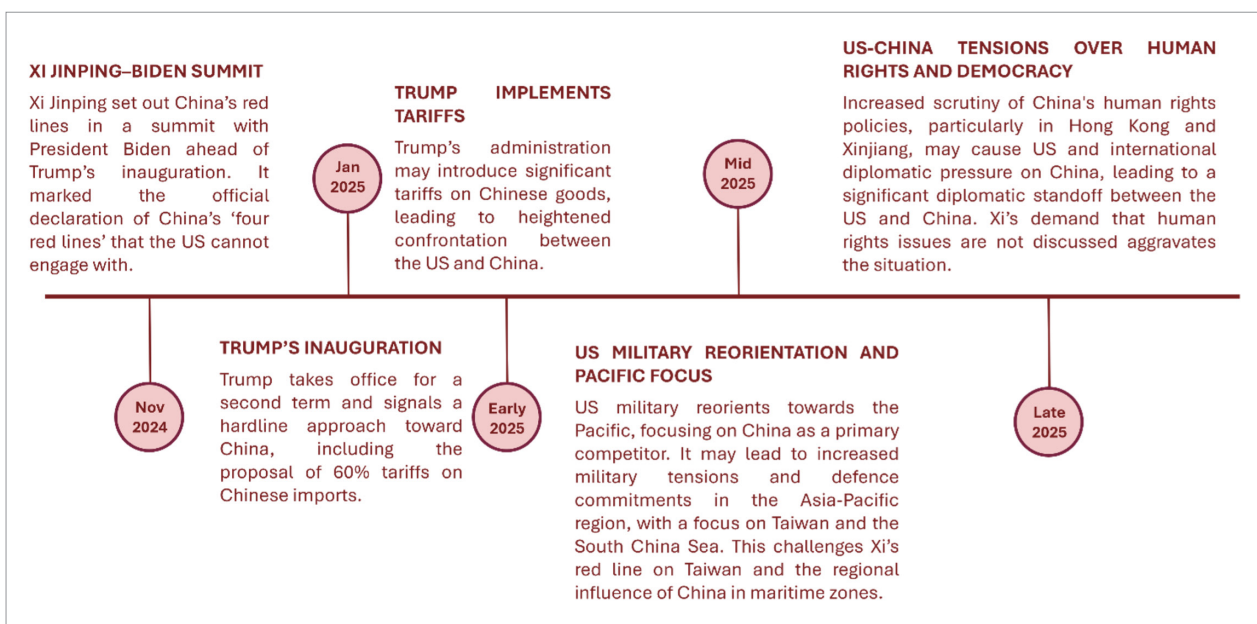 XI JINPING–BIDEN SUMMIT
Xi Jinping set out China’s red
lines in a summit with
President Biden ahead of
Trump’s inauguration. It
marked the official
declaration of China’s ‘four
red lines’ that the US cannot
engage with.
Nov
2024
Jan
2025
TRUMP’S INAUGURATION
Trump takes office for a
second term and signals a
hardline approach toward
China, including the
proposal of 60% tariffs on
Chinese imports.
TRUMP IMPLEMENTS
TARIFFS
Trump’s administration
may introduce significant
tariffs on Chinese goods,
leading to heightened
confrontation between
the US and China.
Early
2025
Mid
2025
US MILITARY REORIENTATION AND
PACIFIC FOCUS
US military reorients towards the
Pacific, focusing on China as a primary
competitor. It may lead to increased
military tensions and defence
commitments in the Asia-Pacific
region, with a focus on Taiwan and the
South China Sea. This challenges Xi’s
red line on Taiwan and the regional
influence of China in maritime zones.
US-CHINA TENSIONS OVER HUMAN
RIGHTS AND DEMOCRACY
Increased scrutiny of China's human rights
policies, particularly in Hong Kong and
Xinjiang, may cause US and international
diplomatic pressure on China, leading to a
significant diplomatic standoff between the
US and China. Xi’s demand that human
rights issues are not discussed aggravates
the situation.
Late
2025